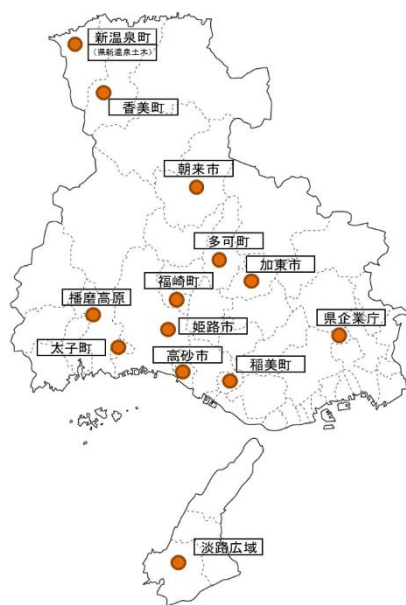 新温泉町
（県新温泉土木）
香美町
朝来市
多可町
加東市
福崎町
播磨高原
姫路市
県企業庁
太子町
高砂市
稲美町
淡路広域